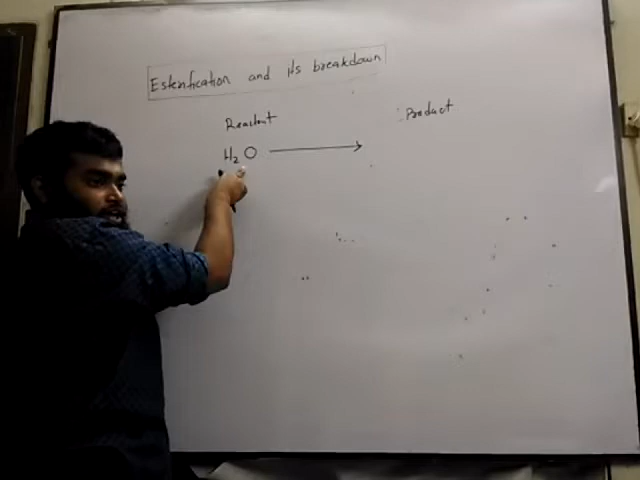 Esterification and its breakdown
Reactant
Product
H₂O ⟶